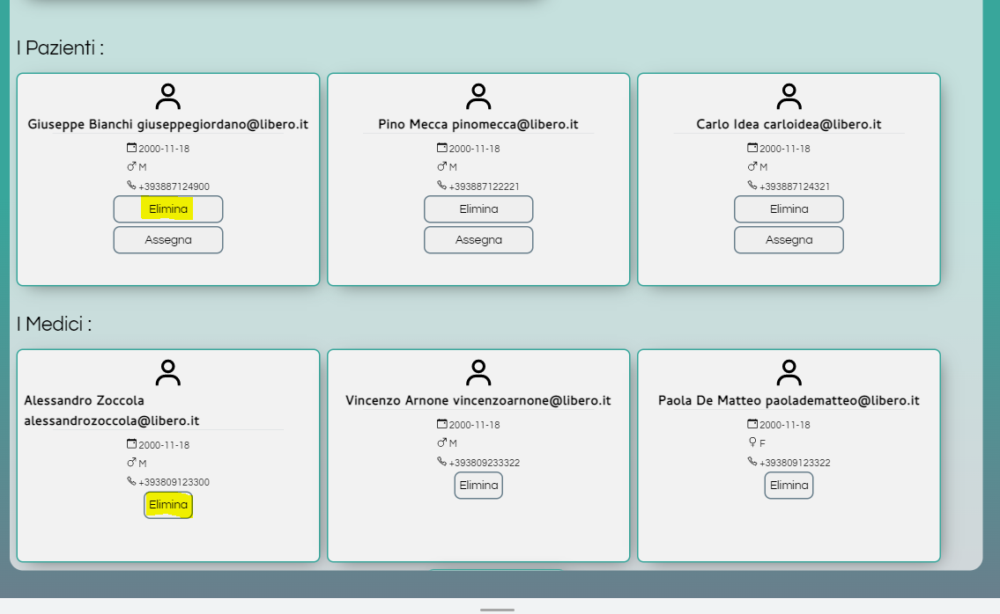 I Pazienti :
Giuseppe Bianchi giuseppegiordano@libero.it
2000-11-18
M
+393887124900
Elimina
Assegna
Pino Mecca pinomecca@libero.it
2000-11-18
M
+393887122221
Elimina
Assegna
Carlo Idea carloidea@libero.it
2000-11-18
M
+393887124321
Elimina
Assegna
I Medici :
Alessandro Zoccola
alessandrozoccola@libero.it
2000-11-18
M
+393809123300
Elimina
Vincenzo Arnone vincenzoarnone@libero.it
2000-11-18
M
+393809233322
Elimina
Paola De Matteo paoladematteo@libero.it
2000-11-18
F
+393809123322
Elimina